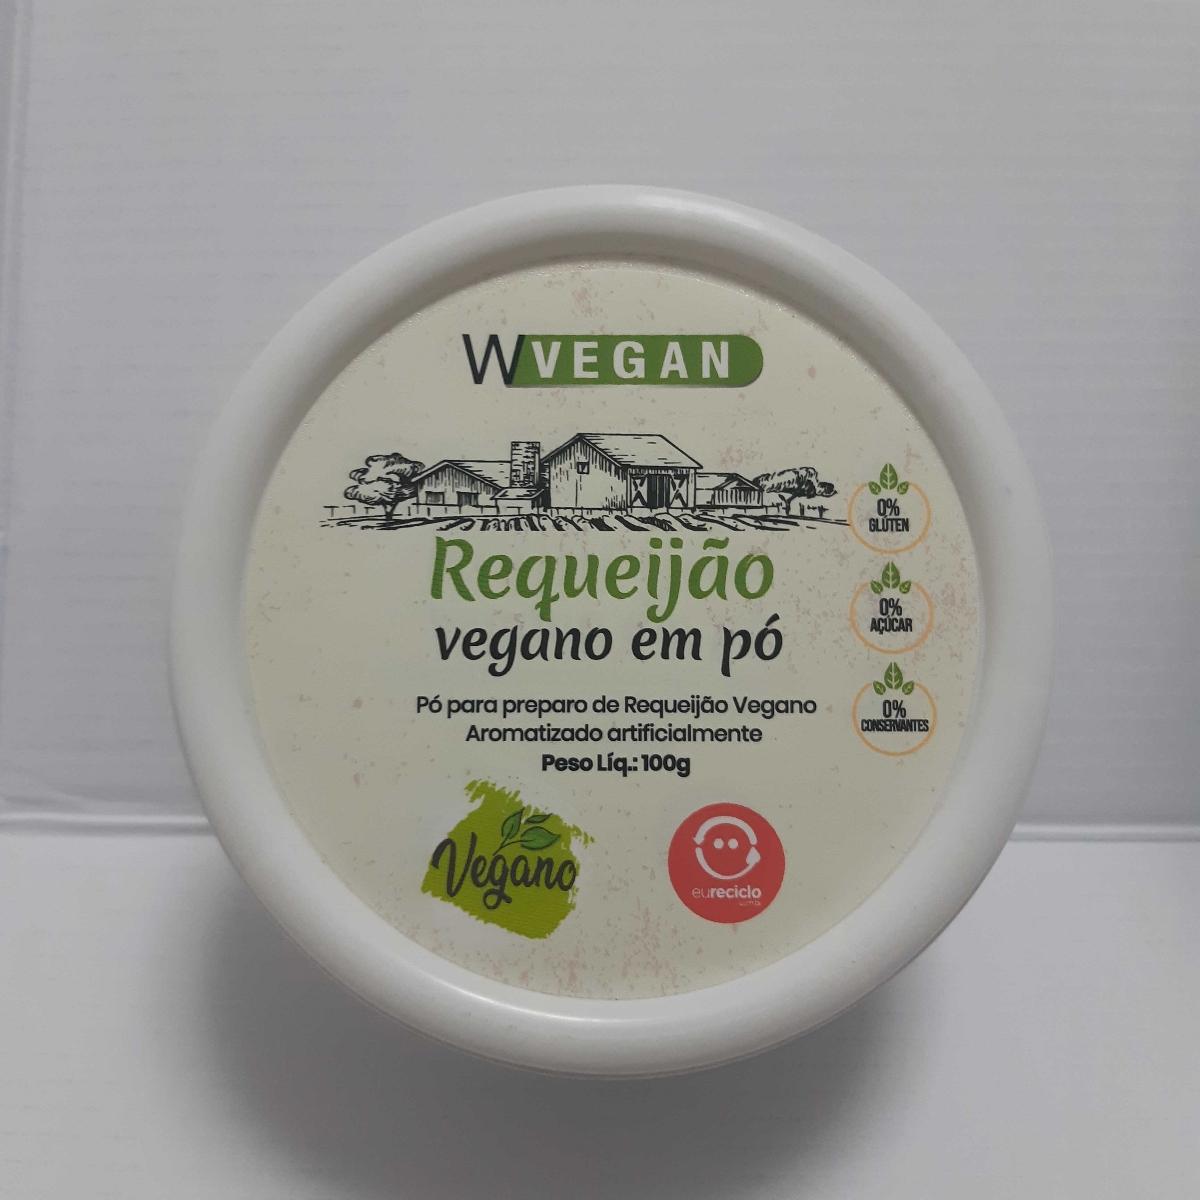 WVEGAN
0%
GLÚTEN
Requeijão
vegano em pó
0%
AÇÚCAR
Pó para preparo de Requeijão Vegano
Aromatizado artificialmente
Peso Líq.: 100g
0%
CONSERVANTES
Vegano
eureciclo